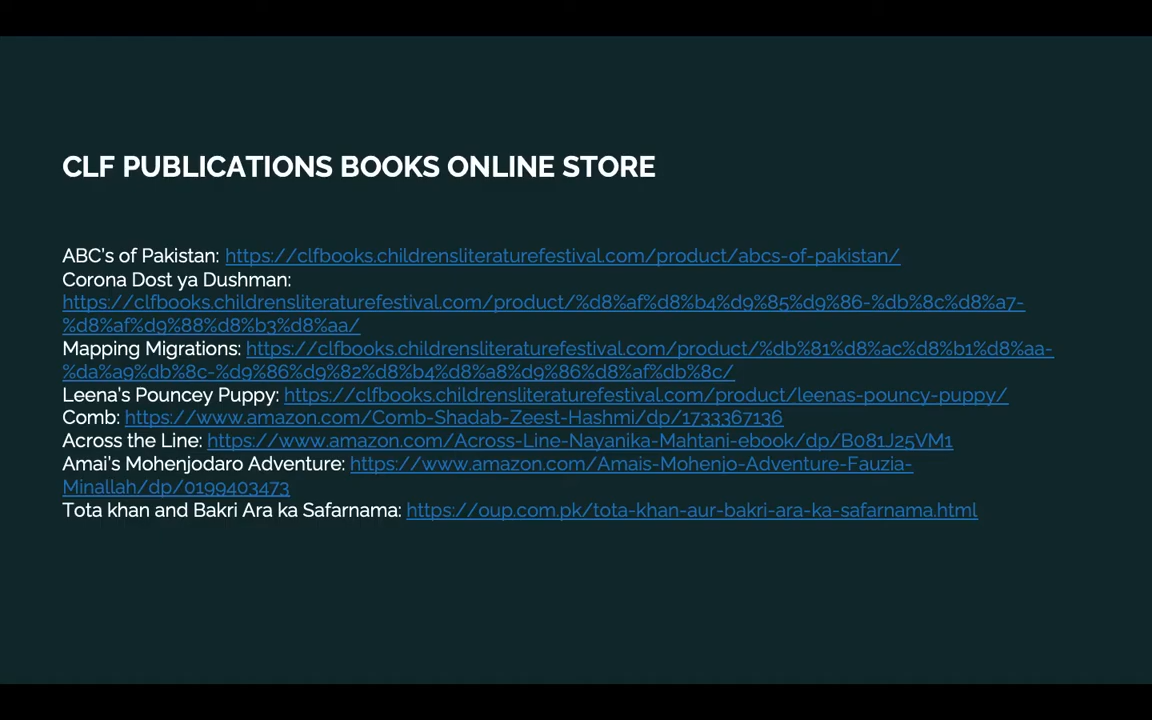 CLF PUBLICATIONS BOOKS ONLINE STORE
ABC's of Pakistan: https://clfbooks.childrensliteraturefestival.com/product/abcs-of-pakistan/
Corona Dost ya Dushman:
https://clfbooks.childrensliteraturefestival.com/product/%d8%af%d8%b4%d9%85%d9%86-%db%8c%d8%a7-
%d8%af%d9%88%d8%b3%d8%aa/
Mapping Migrations: https://clfbooks.childrensliteraturefestival.com/product/%db%81%d8%ac%d8%b1%d8%aa-
%da%a9%db%8c-%d9%86%d9%82%d8%b4%d8%a8%d9%86%d8%af%db%8c/
Leena's Pouncey Puppy: https://clfbooks.childrensliteraturefestival.com/product/leenas-pouncy-puppy/
Comb: https://www.amazon.com/Comb-Shadab-Zeest-Hashmi/dp/1733367136
Across the Line: https://www.amazon.com/Across-Line-Nayanika-Mahtani-ebook/dp/B081J25VM1
Amai's Mohenjodaro Adventure: https://www.amazon.com/Amais-Mohenjo-Adventure-Fauzia-
Minallah/dp/0199403473
Tota khan and Bakri Ara ka Safarnama: https://oup.com.pk/tota-khan-aur-bakri-ara-ka-safarnama.html